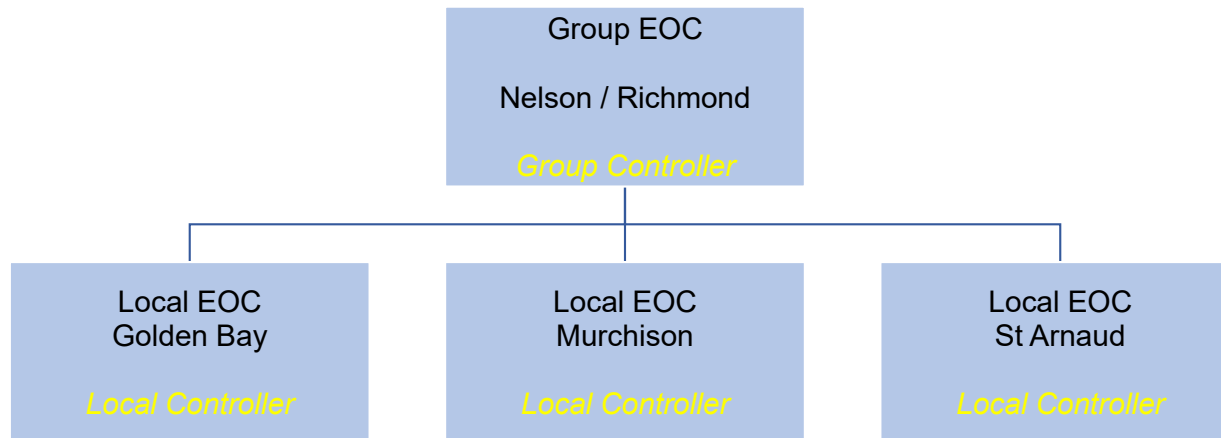 Group EOC
Nelson / Richmond
Group Controller
Local EOC
Golden Bay
Local Controller
Local EOC
Murchison
Local Controller
Local EOC
St Arnaud
Local Controller